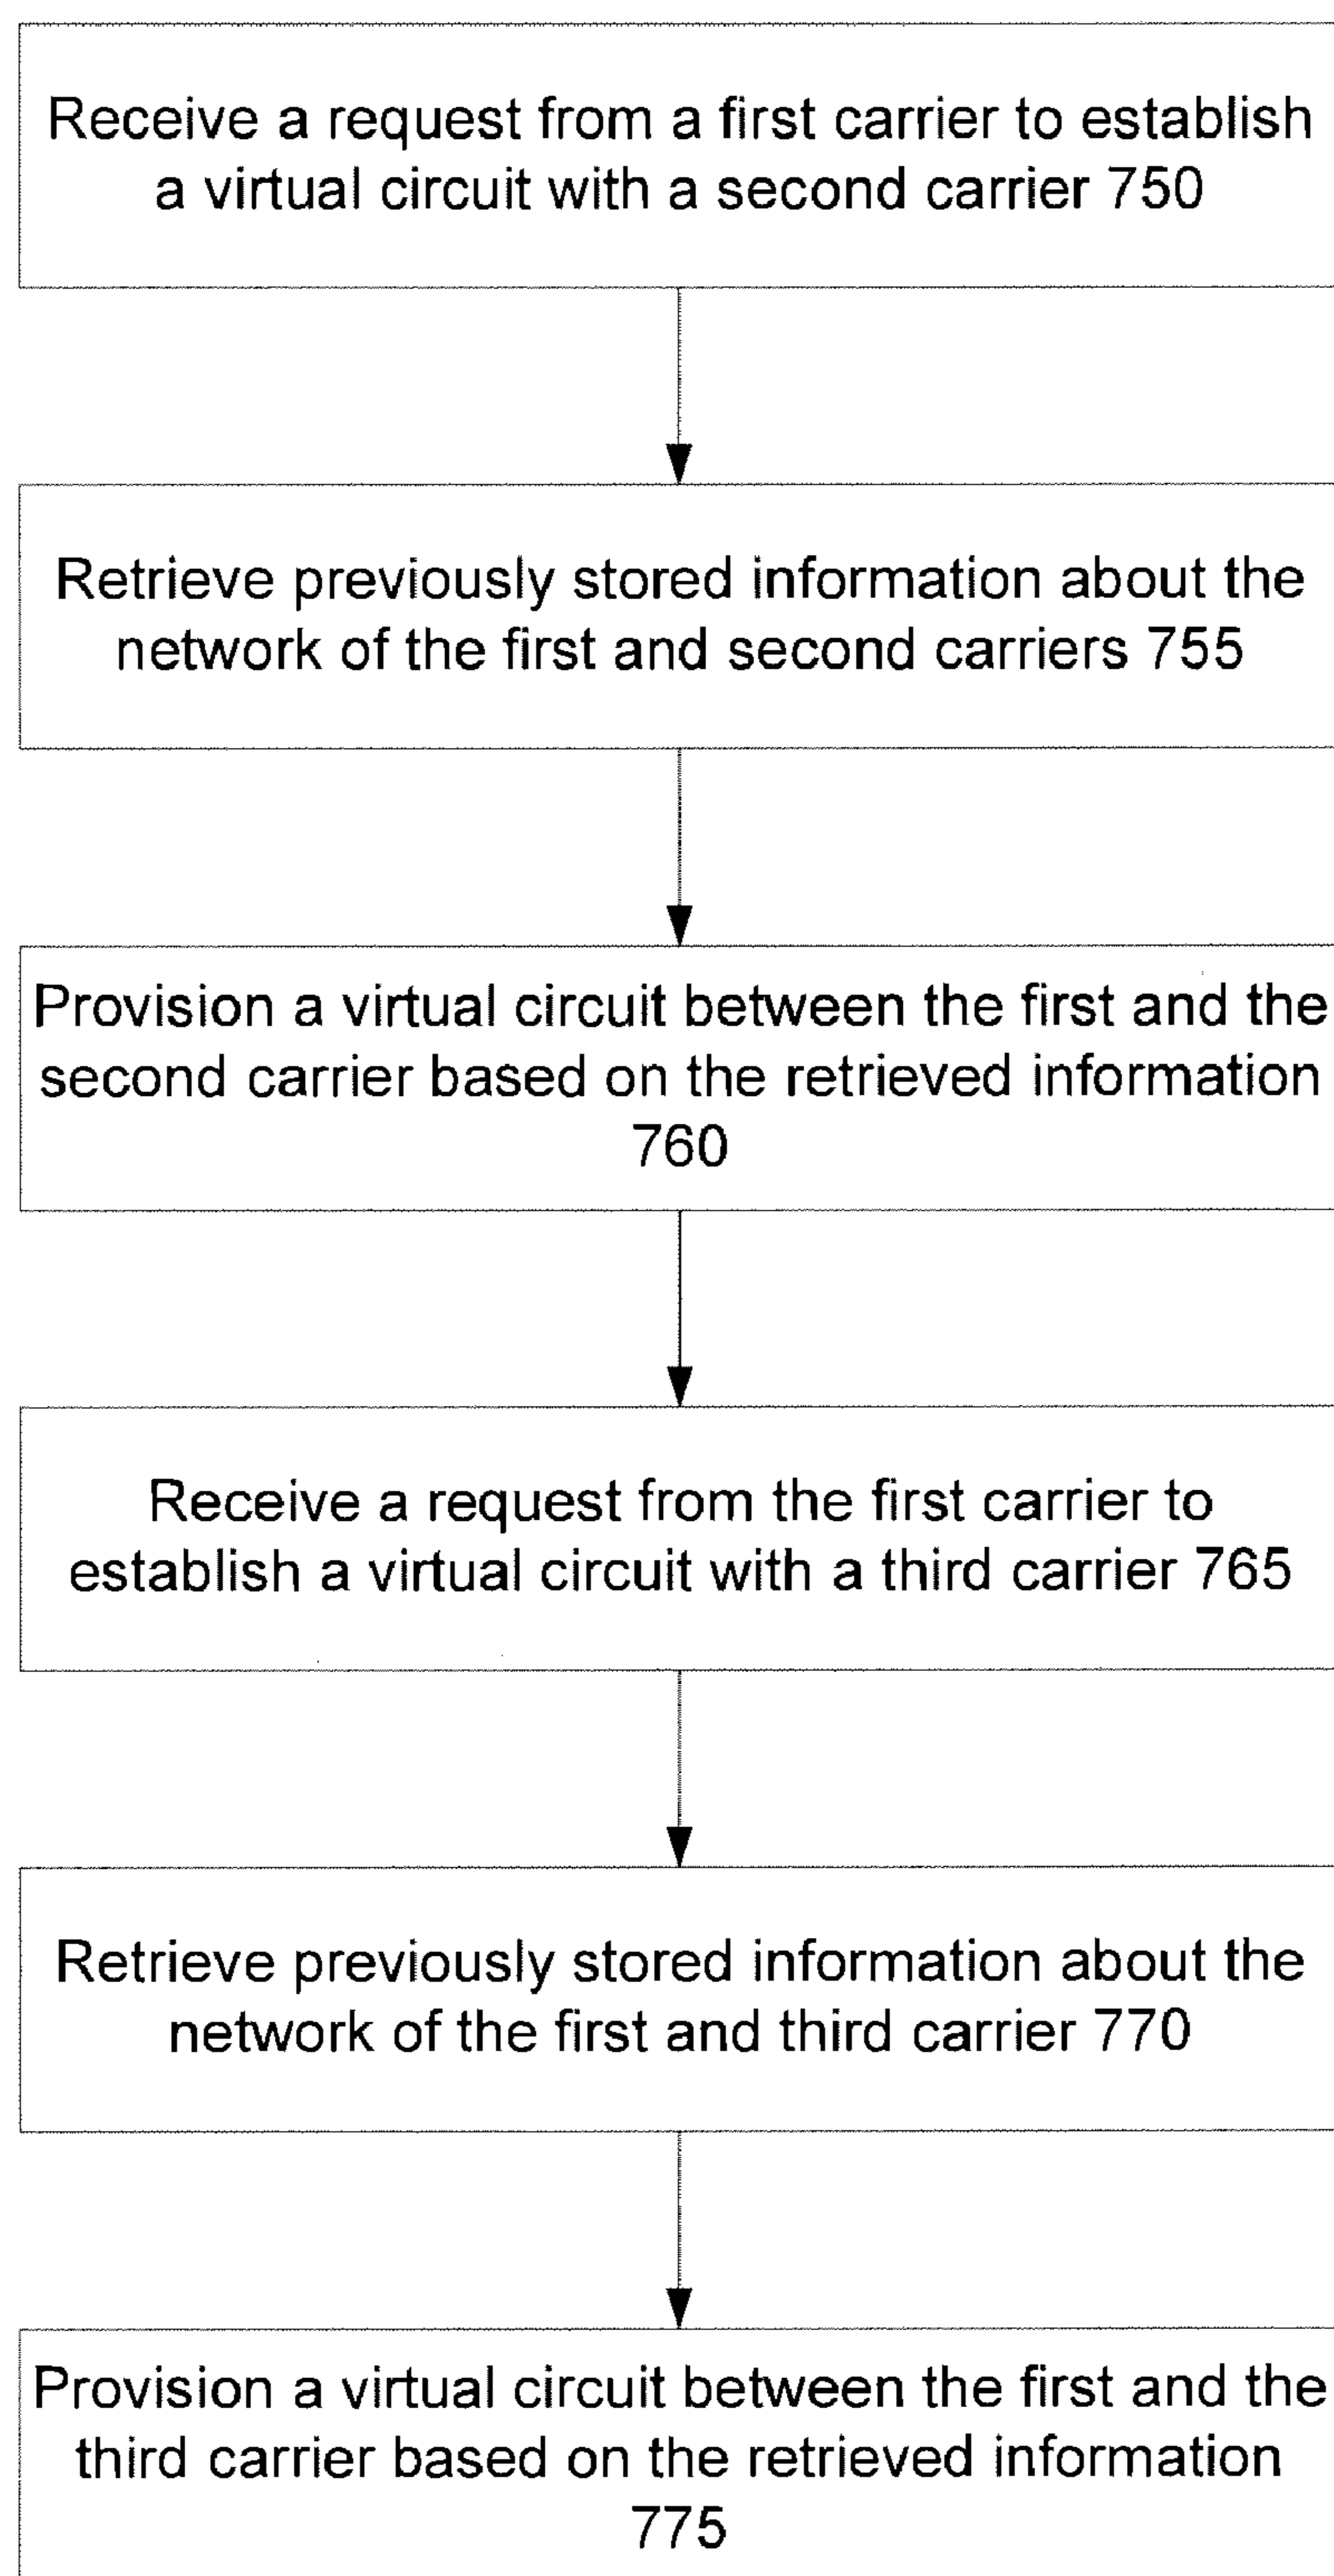 Receive a request from a first carrier to establish
a virtual circuit with a second carrier 750
Retrieve previously stored information about the
network of the first and second carriers 755
Provision a virtual circuit between the first and the
second carrier based on the retrieved information
760
Receive a request from the first carrier to
establish a virtual circuit with a third carrier 765
Retrieve previously stored information about the
network of the first and third carrier 770
Provision a virtual circuit between the first and the
third carrier based on the retrieved information
775